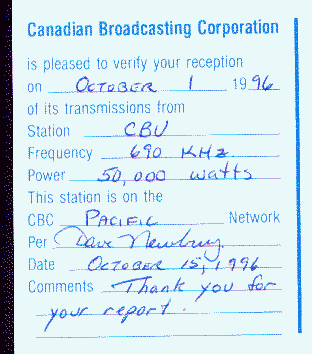 Canadian Broadcasting Corporation
is pleased to verify your reception
on October 1 1996
of its transmissions from
Station CBU
Frequency 690 KHz
Power 50,000 watts
This station is on the
CBC Pacific Network
Per Dave Newbury
Date October 15, 1996
Comments Thank you for
your report.